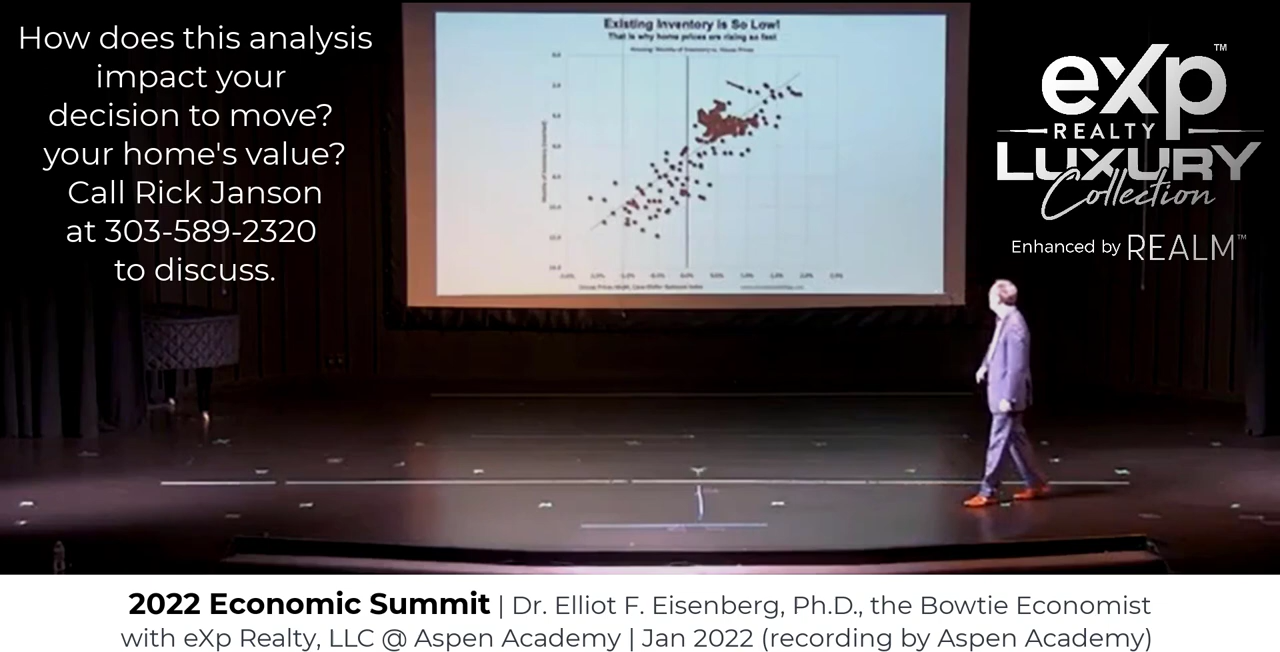 How does this analysis
impact your
decision to move?
your home's value?
Call Rick Janson
at 303-589-2320
to discuss.
Existing Inventory is So Low!
That is why home prices are rising so fast
eXp™
REALTY
LUXURY
Collection
Enhanced by REALM™
2022 Economic Summit | Dr. Elliot F. Eisenberg, Ph.D., the Bowtie Economist
with eXp Realty, LLC @ Aspen Academy | Jan 2022 (recording by Aspen Academy)